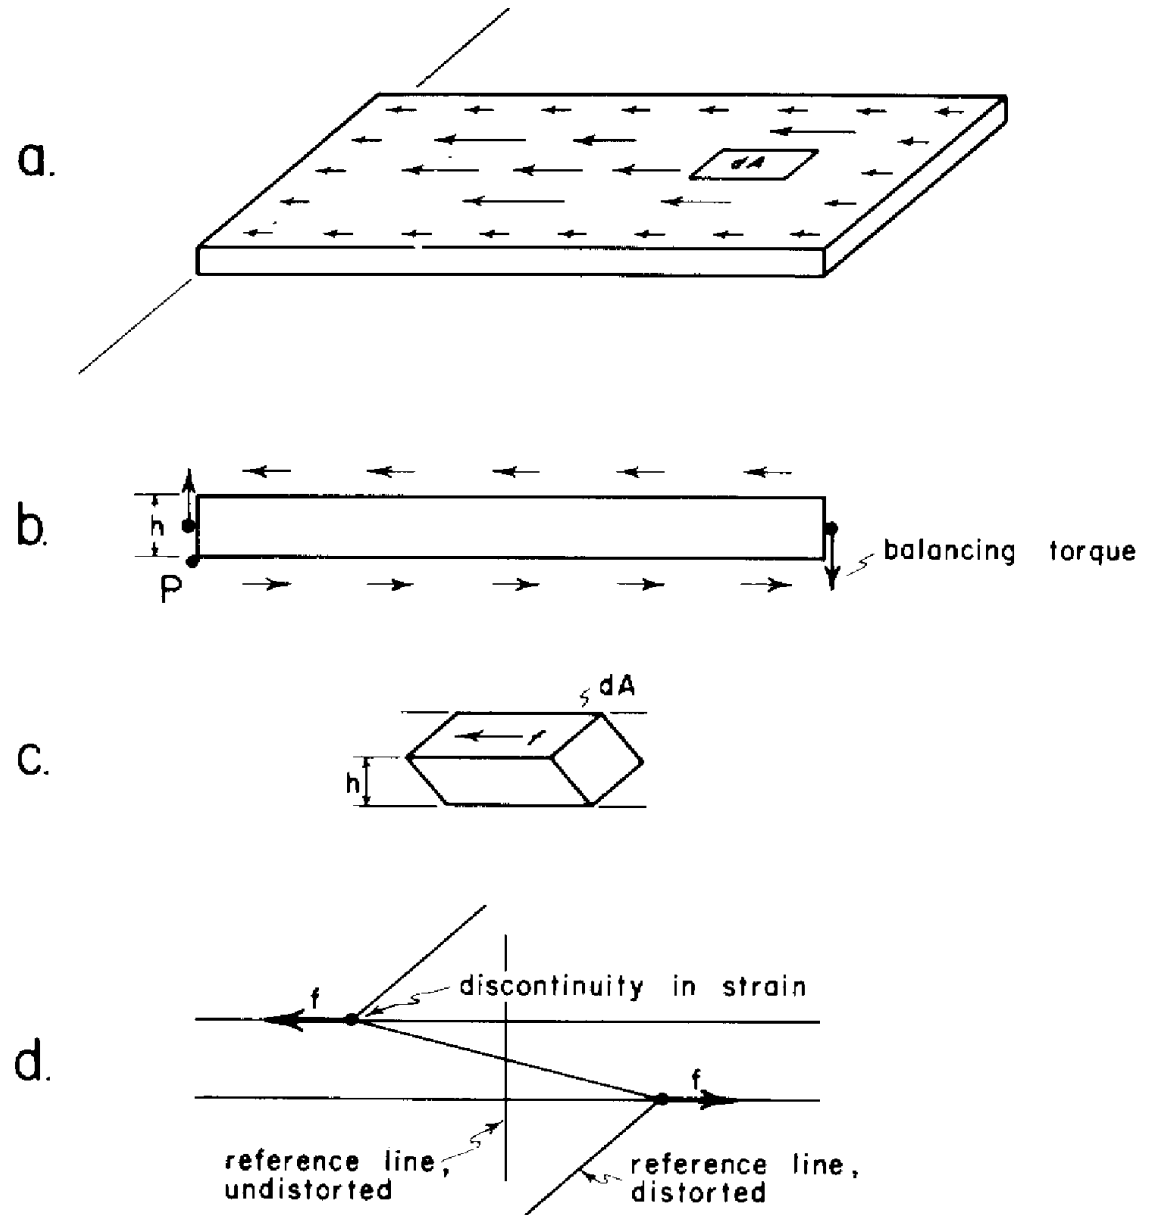 a.
dA
b.
h
P
balancing torque
c.
dA
f
h
d.
f
discontinuity in strain
f
reference line,
undistorted
reference line,
distorted